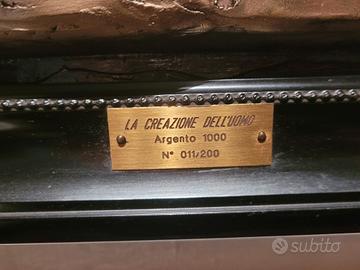 LA CREAZIONE DELL'UOMO
Argento 1000
N° 011/200
subito